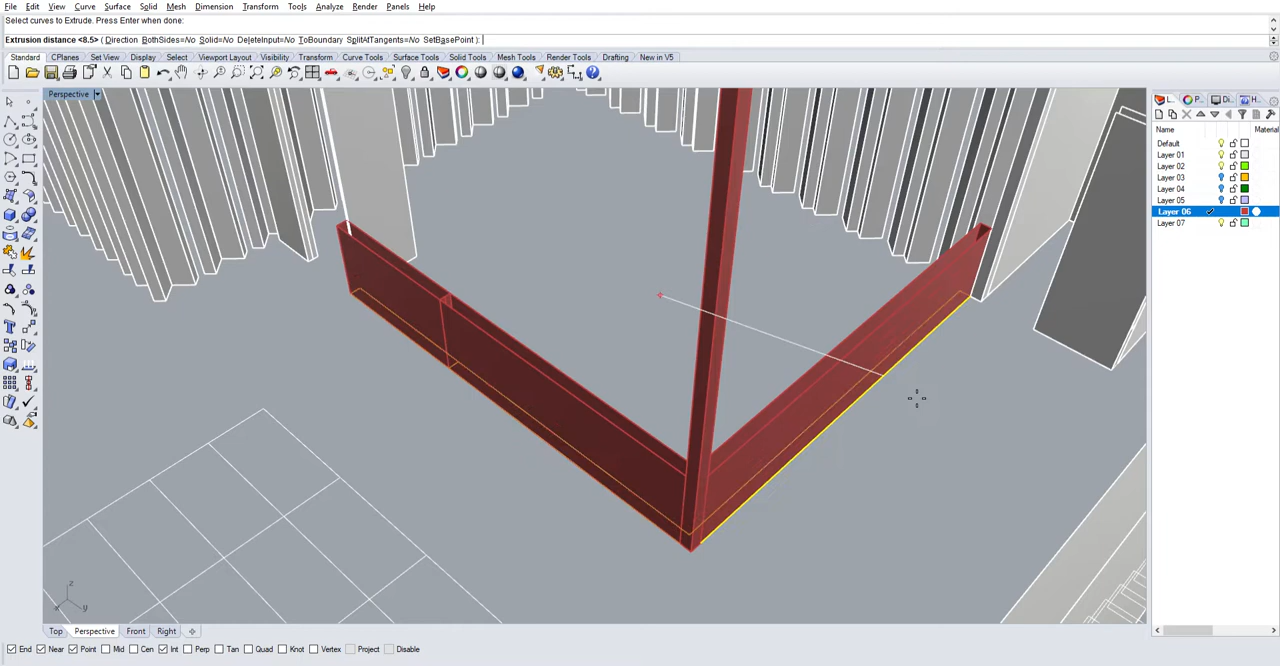 File Edit View Curve Surface Solid Mesh Dimension Transform Tools Analyze Render Panels Help
Select curves to Extrude. Press Enter when done:
Extrusion distance <8.5> ( Direction BothSides=No Solid=No DeleteInput=No ToBoundary SplitAtTangents=No SetBasePoint ):
Standard CPlanes Set View Display Select Viewport Layout Visibility Transform Curve Tools Surface Tools Solid Tools Mesh Tools Render Tools Drafting New in V5
Perspective
L... P... Di... H...
Name Material
Default
Layer 01
Layer 02
Layer 03
Layer 04
Layer 05
Layer 06
Layer 07
z
x y
Top Perspective Front Right
End Near Point Mid Cen Int Perp Tan Quad Knot Vertex Project Disable